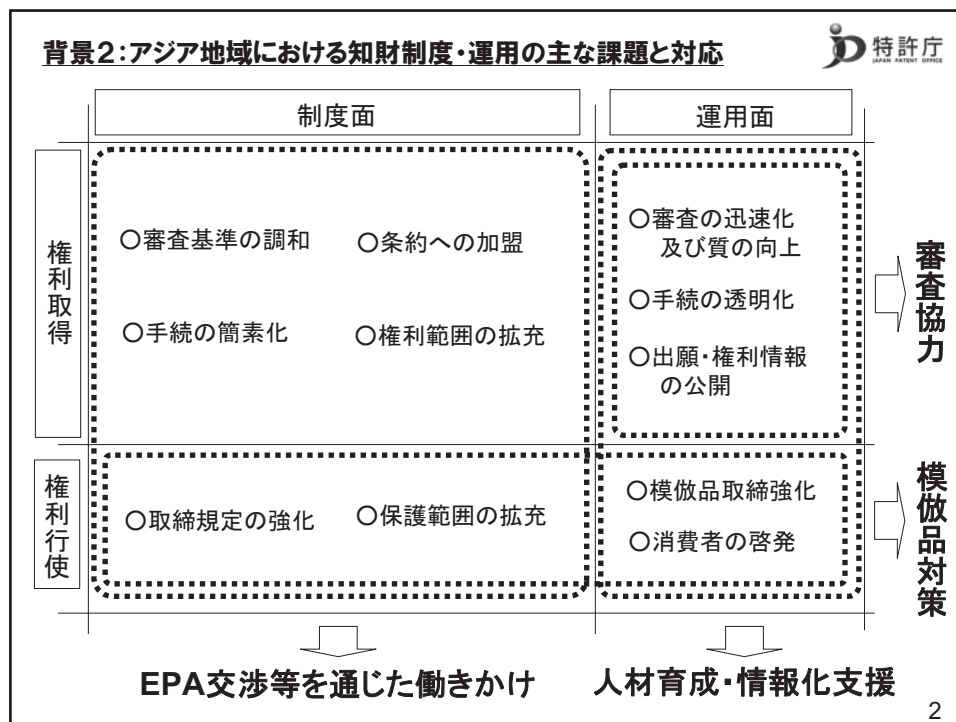 背景2:アジア地域における知財制度・運用の主な課題と対応
特許庁
JAPAN PATENT OFFICE
制度面
運用面
権利取得
○審査基準の調和
○条約への加盟
○手続の簡素化
○権利範囲の拡充
○審査の迅速化
及び質の向上
○手続の透明化
○出願・権利情報
の公開
審査協力
権利行使
○取締規定の強化
○保護範囲の拡充
○模倣品取締強化
○消費者の啓発
模倣品対策
EPA交渉等を通じた働きかけ
人材育成・情報化支援
2